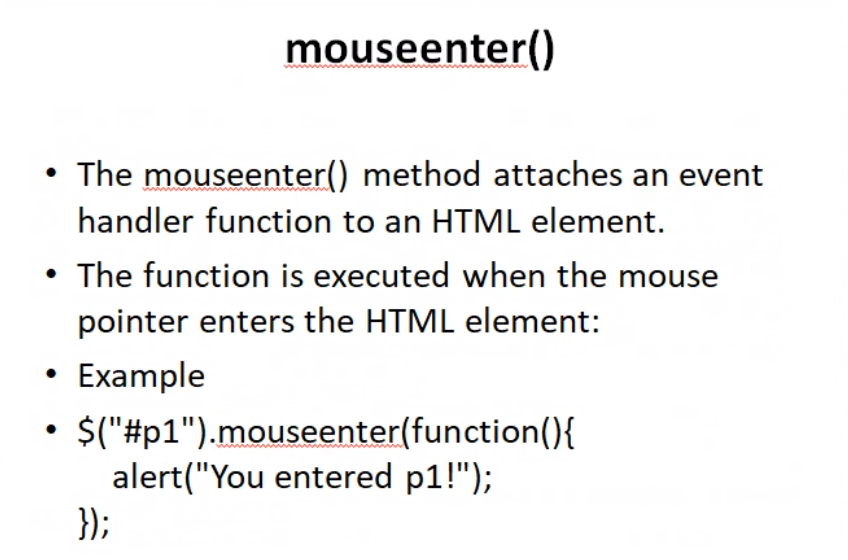 mouseenter()
• The mouseenter() method attaches an event
handler function to an HTML element.
• The function is executed when the mouse
pointer enters the HTML element:
• Example
• $("#p1").mouseenter(function(){
alert("You entered p1!");
});